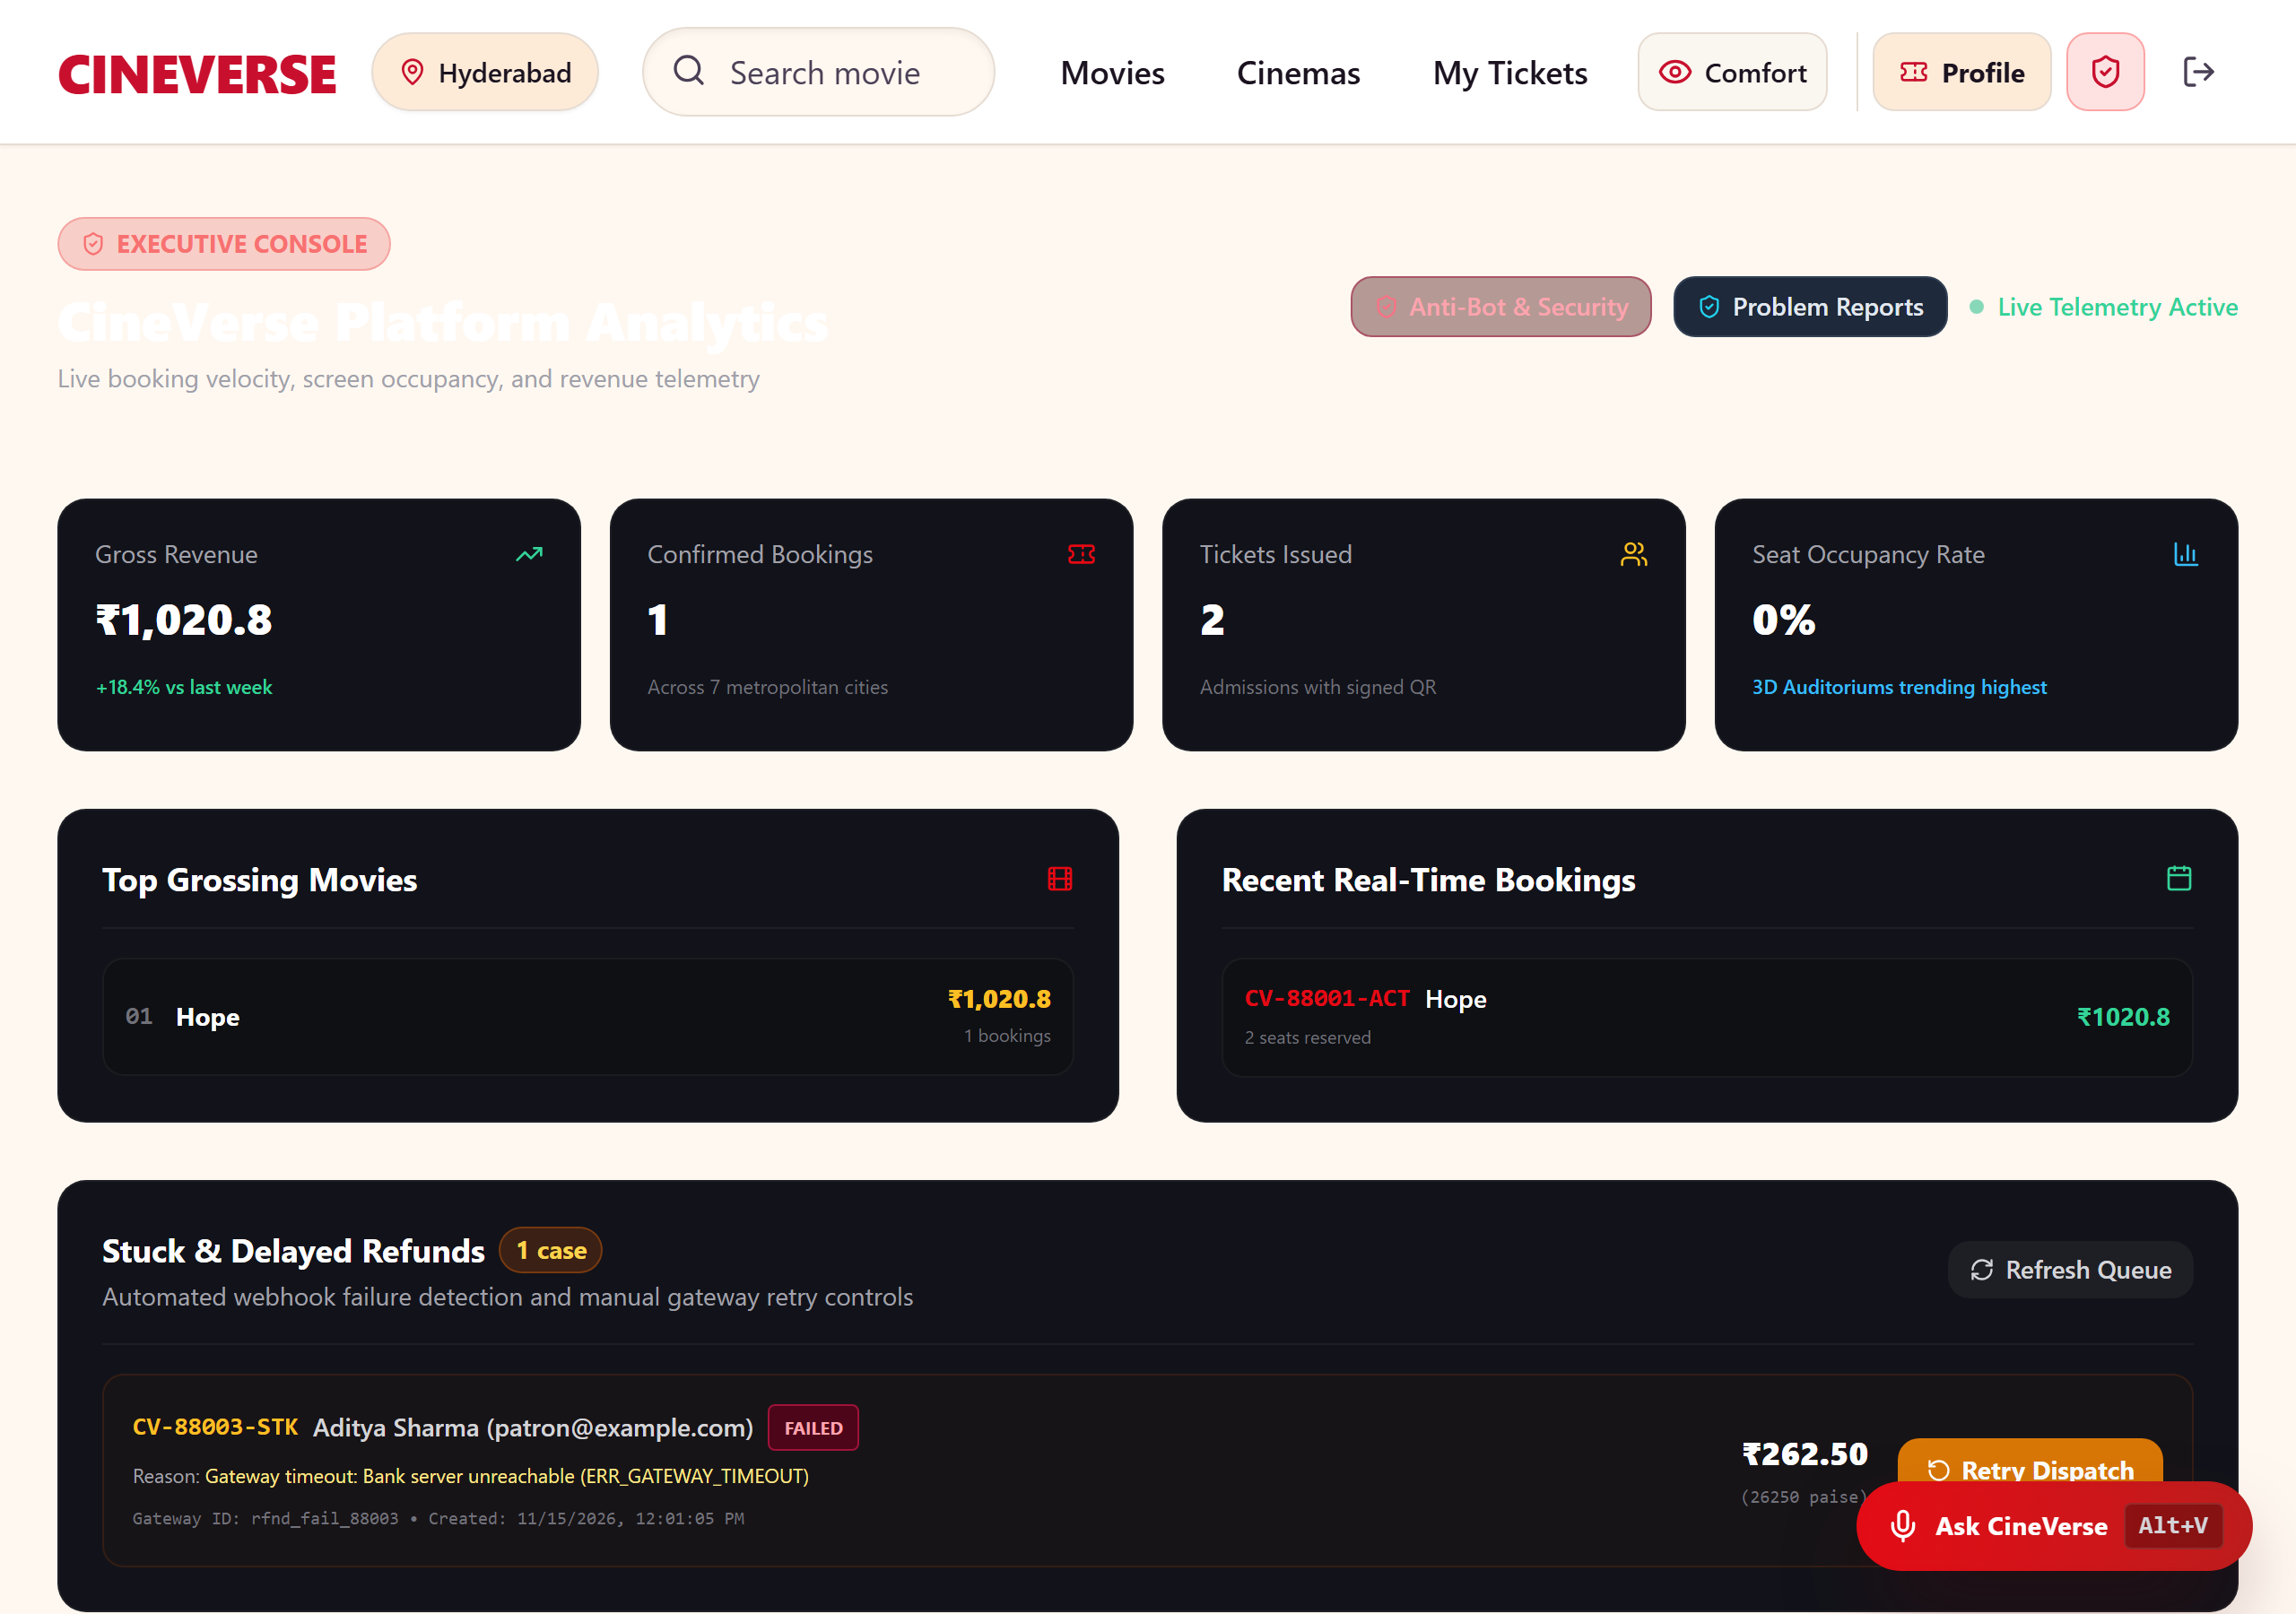 CINEVERSE
Hyderabad
Search movie
Movies
Cinemas
My Tickets
Comfort
Profile
EXECUTIVE CONSOLE
CineVerse Platform Analytics
Live booking velocity, screen occupancy, and revenue telemetry
Anti-Bot & Security
Problem Reports
Live Telemetry Active
Gross Revenue
₹1,020.8
+18.4% vs last week
Confirmed Bookings
1
Across 7 metropolitan cities
Tickets Issued
2
Admissions with signed QR
Seat Occupancy Rate
0%
3D Auditoriums trending highest
Top Grossing Movies
01 Hope
₹1,020.8
1 bookings
Recent Real-Time Bookings
CV-88001-ACT Hope
2 seats reserved
₹1020.8
Stuck & Delayed Refunds 1 case
Automated webhook failure detection and manual gateway retry controls
Refresh Queue
CV-88003-STK Aditya Sharma (patron@example.com) FAILED
Reason: Gateway timeout: Bank server unreachable (ERR_GATEWAY_TIMEOUT)
Gateway ID: rfnd_fail_88003 • Created: 11/15/2026, 12:01:05 PM
₹262.50
(26250 paise)
Retry Dispatch
Ask CineVerse Alt+V